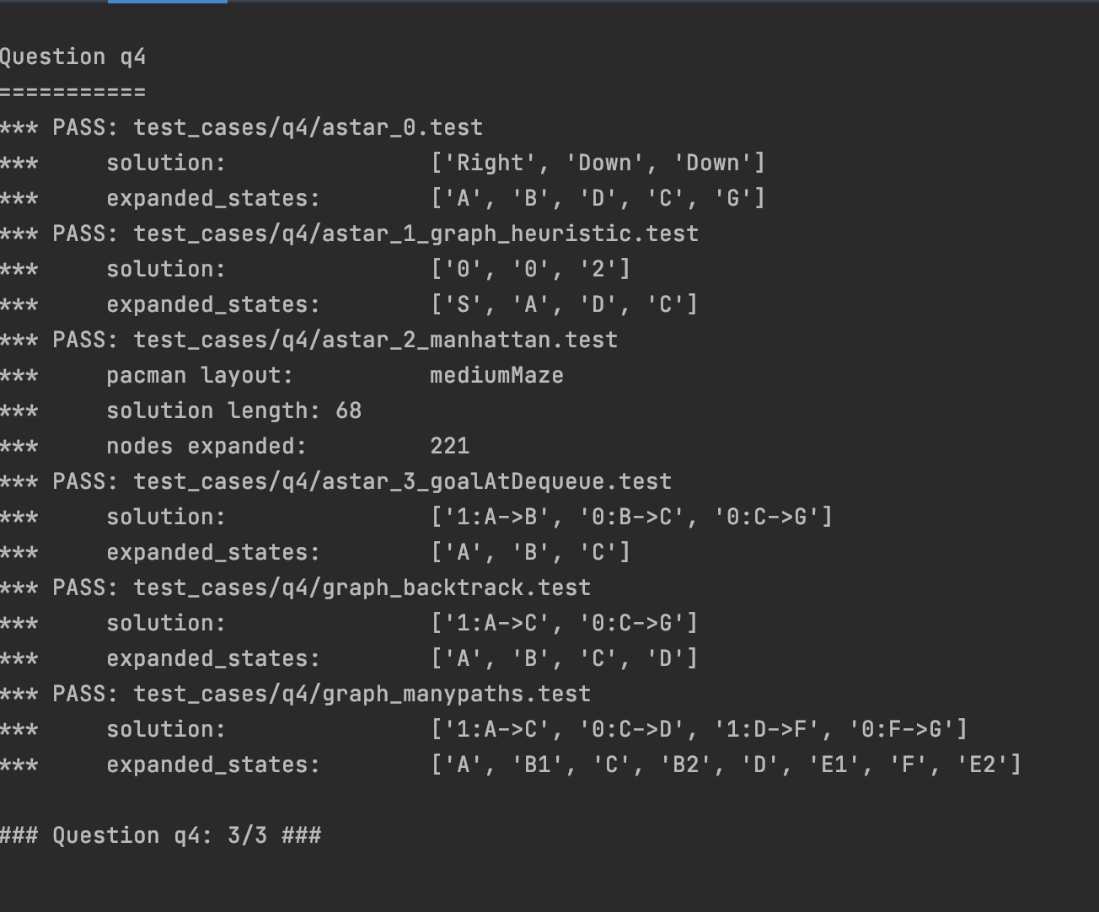 Question q4
===========
*** PASS: test_cases/q4/astar_0.test
***     solution:               ['Right', 'Down', 'Down']
***     expanded_states:        ['A', 'B', 'D', 'C', 'G']
*** PASS: test_cases/q4/astar_1_graph_heuristic.test
***     solution:               ['0', '0', '2']
***     expanded_states:        ['S', 'A', 'D', 'C']
*** PASS: test_cases/q4/astar_2_manhattan.test
***     pacman layout:          mediumMaze
***     solution length: 68
***     nodes expanded:         221
*** PASS: test_cases/q4/astar_3_goalAtDequeue.test
***     solution:               ['1:A->B', '0:B->C', '0:C->G']
***     expanded_states:        ['A', 'B', 'C']
*** PASS: test_cases/q4/graph_backtrack.test
***     solution:               ['1:A->C', '0:C->G']
***     expanded_states:        ['A', 'B', 'C', 'D']
*** PASS: test_cases/q4/graph_manypaths.test
***     solution:               ['1:A->C', '0:C->D', '1:D->F', '0:F->G']
***     expanded_states:        ['A', 'B1', 'C', 'B2', 'D', 'E1', 'F', 'E2']
### Question q4: 3/3 ###